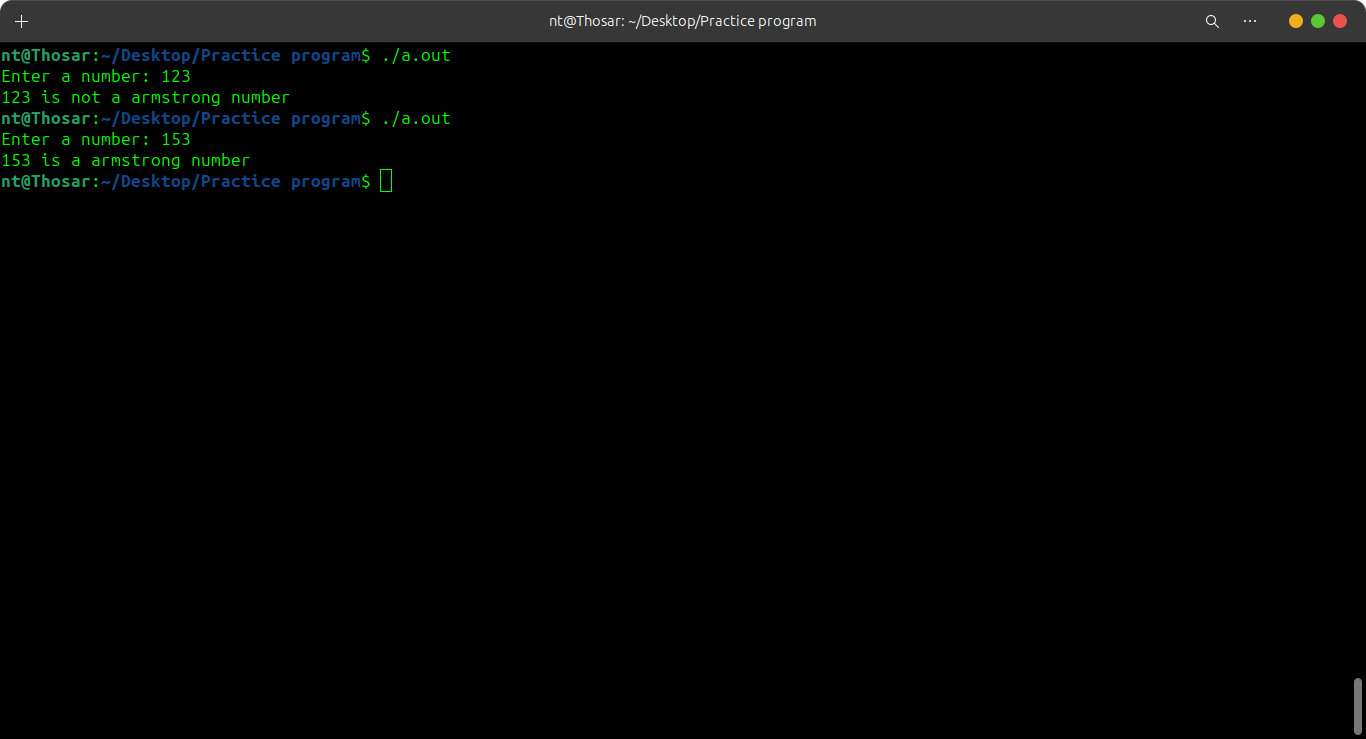 nt@Thosar: ~/Desktop/Practice program
nt@Thosar:~/Desktop/Practice program$ ./a.out
Enter a number: 123
123 is not a armstrong number
nt@Thosar:~/Desktop/Practice program$ ./a.out
Enter a number: 153
153 is a armstrong number
nt@Thosar:~/Desktop/Practice program$